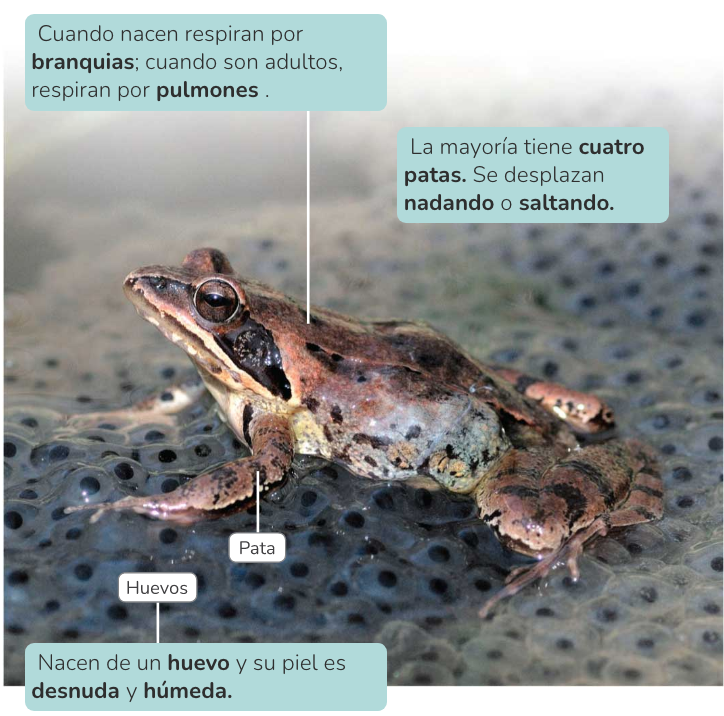 Cuando nacen respiran por
branquias; cuando son adultos,
respiran por pulmones .
La mayoría tiene cuatro
patas. Se desplazan
nadando o saltando.
Pata
Huevos
Nacen de un huevo y su piel es
desnuda y húmeda.